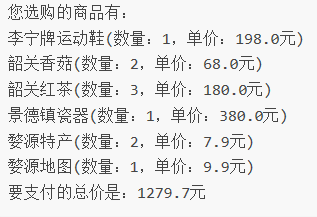 您选购的商品有:
李宁牌运动鞋(数量: 1, 单价: 198.0元)
韶关香菇(数量: 2, 单价: 68.0元)
韶关红茶(数量: 3, 单价: 180.0元)
景德镇瓷器(数量: 1, 单价: 380.0元)
婺源特产(数量: 2, 单价: 7.9元)
婺源地图(数量: 1, 单价: 9.9元)
要支付的总价是: 1279.7元